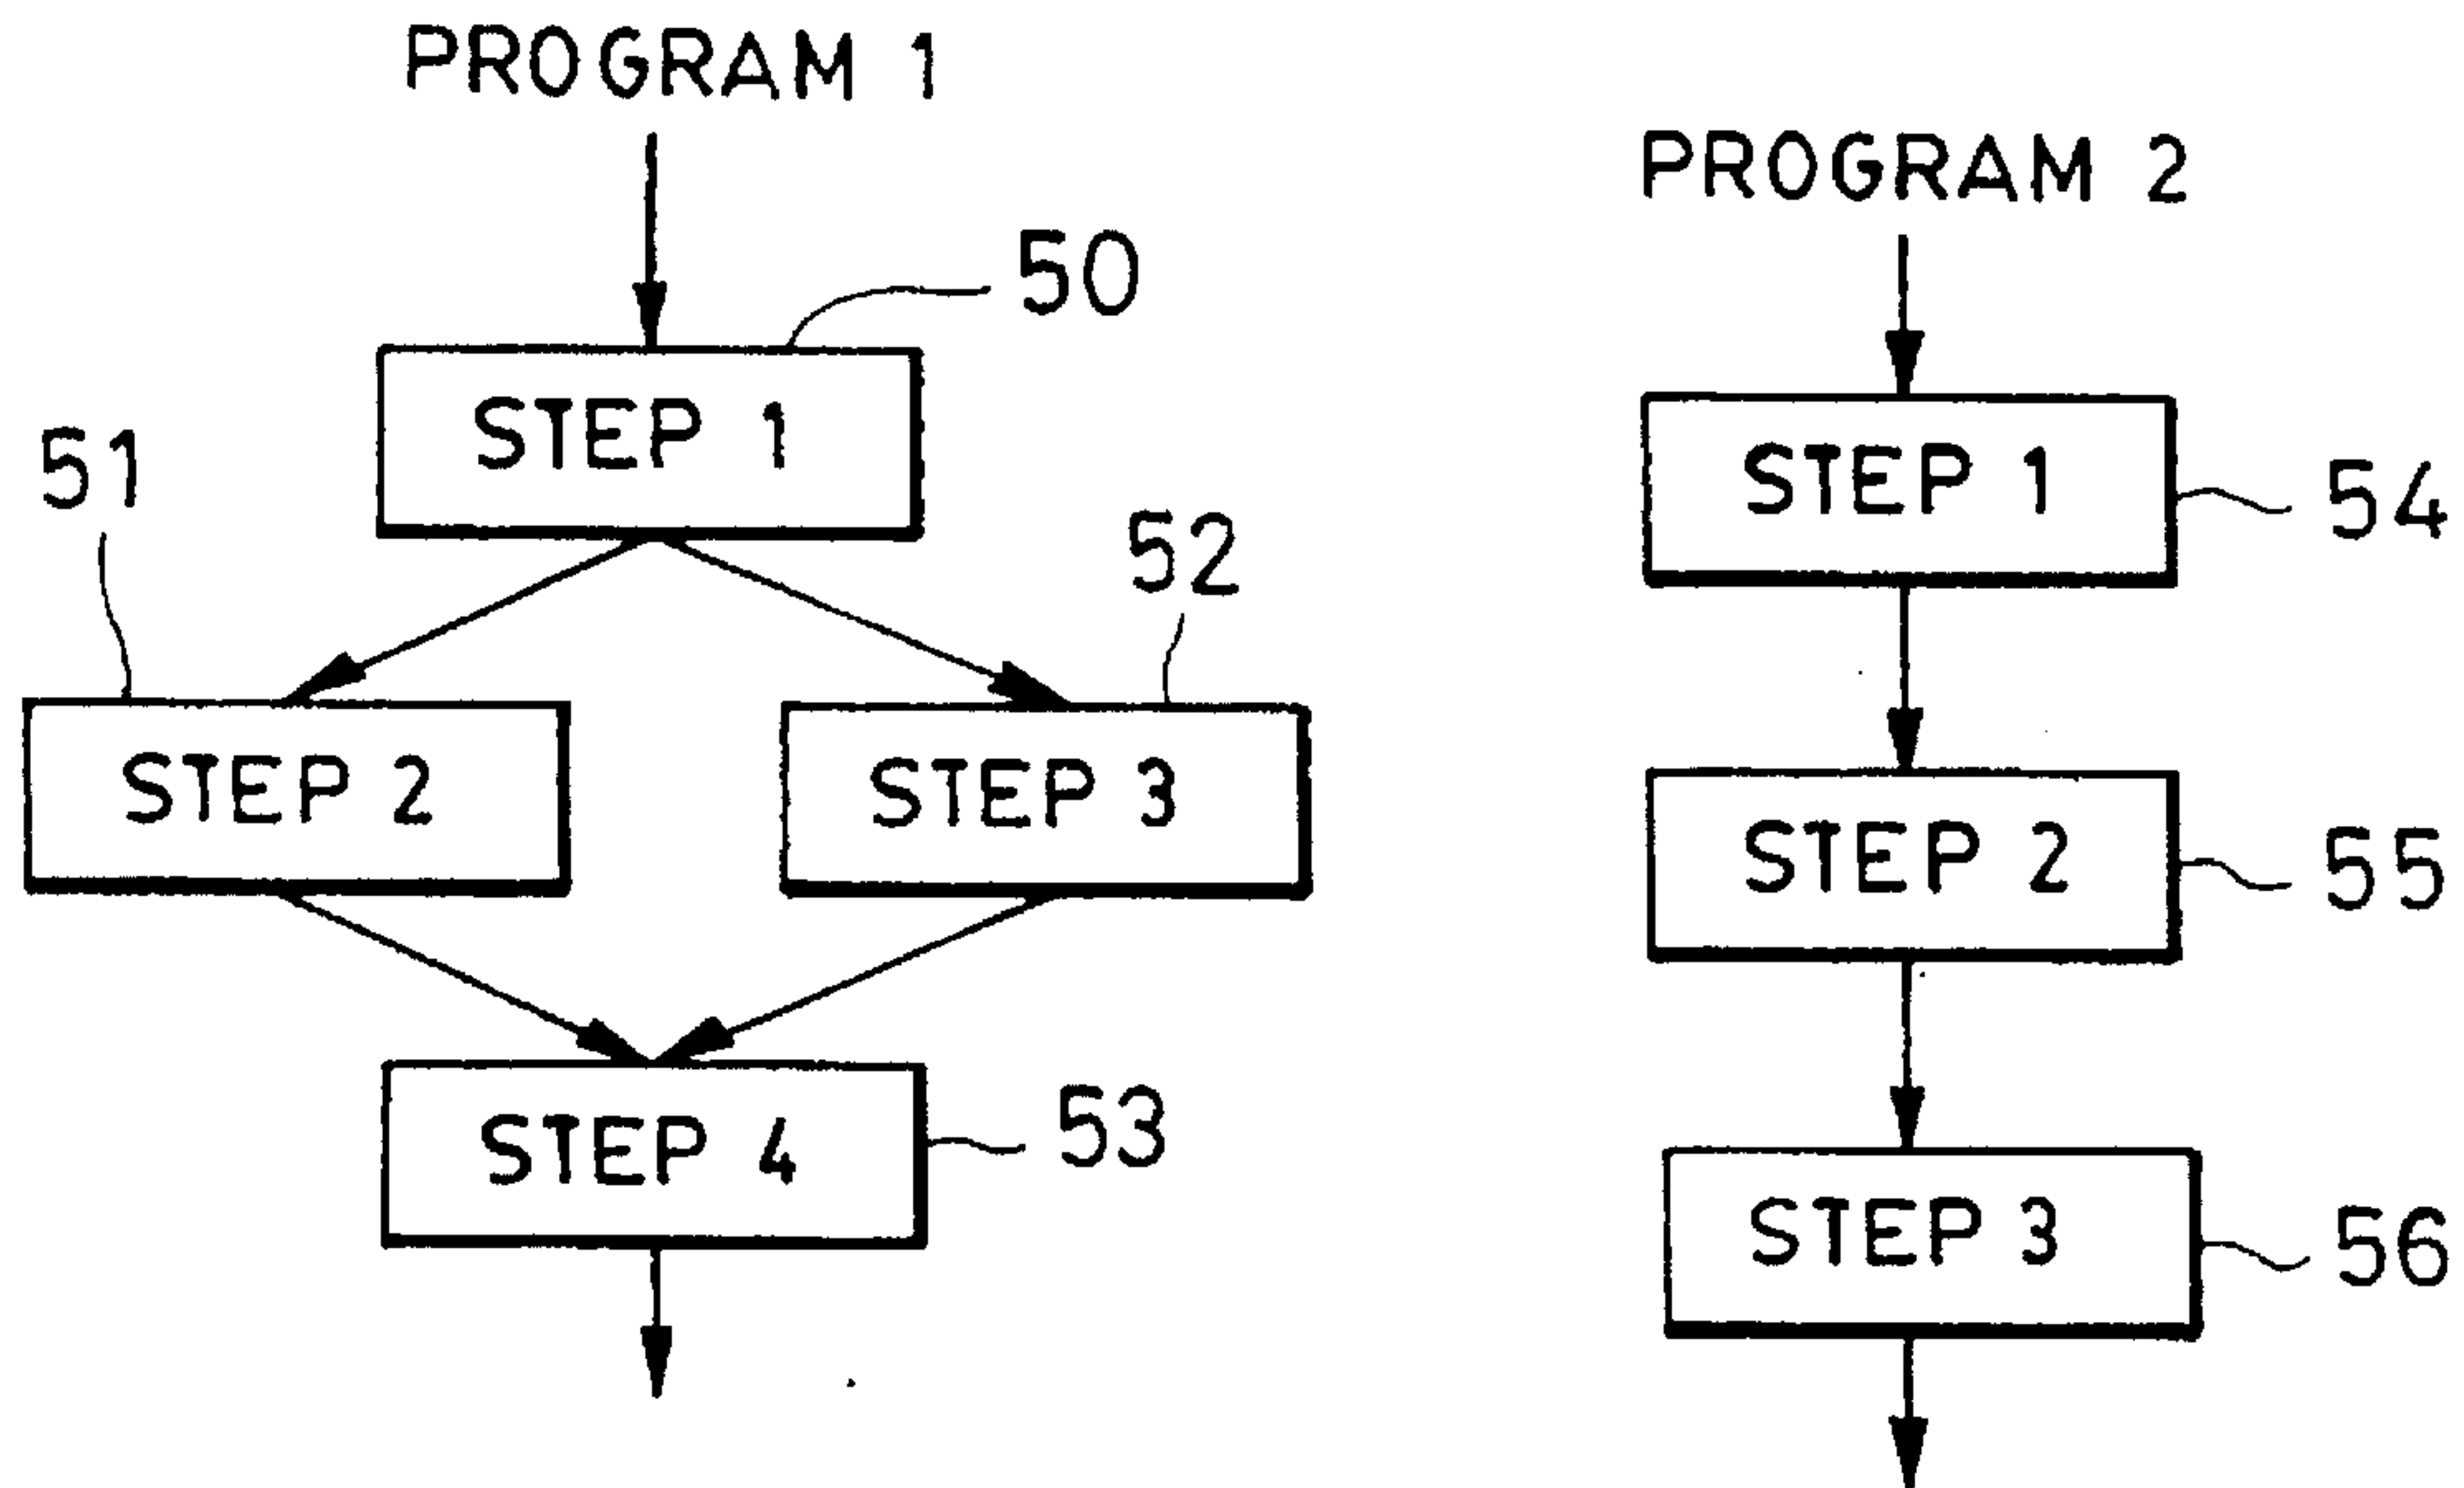 PROGRAM 1
50
STEP 1
51
52
STEP 2
STEP 3
STEP 4
53
PROGRAM 2
STEP 1
54
STEP 2
55
STEP 3
56